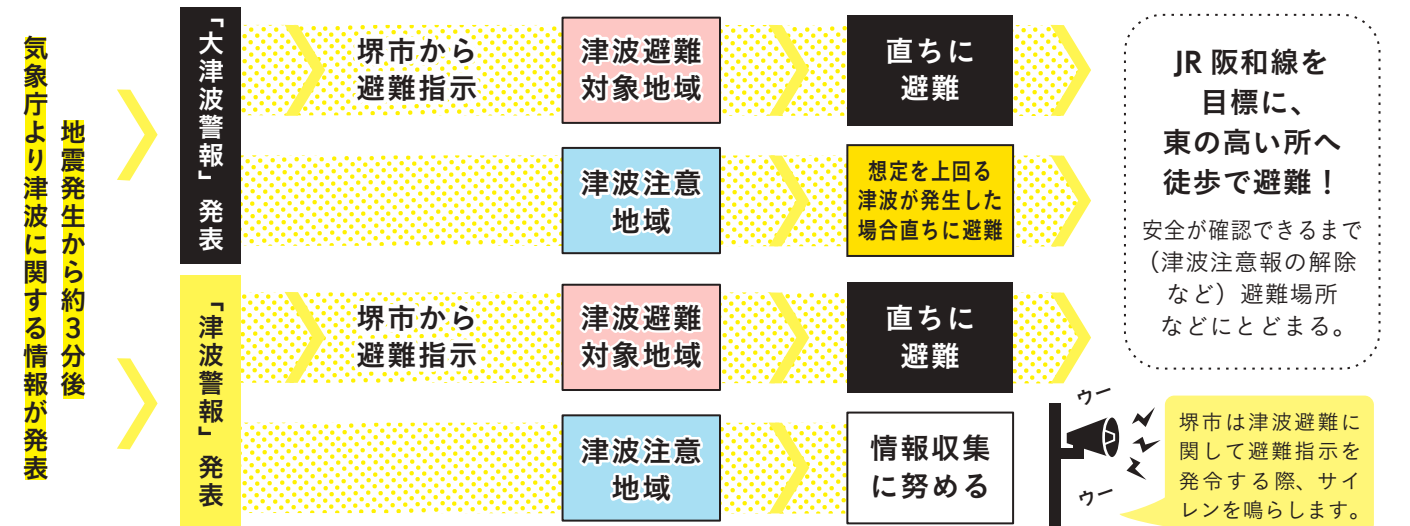 地震発生から約3分後
気象庁より津波に関する情報が発表
「大津波警報」発表
堺市から
避難指示
津波避難
対象地域
直ちに
避難
津波注意
地域
想定を上回る
津波が発生した
場合直ちに避難
「津波警報」発表
堺市から
避難指示
津波避難
対象地域
直ちに
避難
津波注意
地域
情報収集
に努める
JR 阪和線を
目標に、
東の高い所へ
徒歩で避難！
安全が確認できるまで
（津波注意報の解除
など）避難場所
などにとどまる。
ウー
ウー
堺市は津波避難に
関して避難指示を
発令する際、サイ
レンを鳴らします。